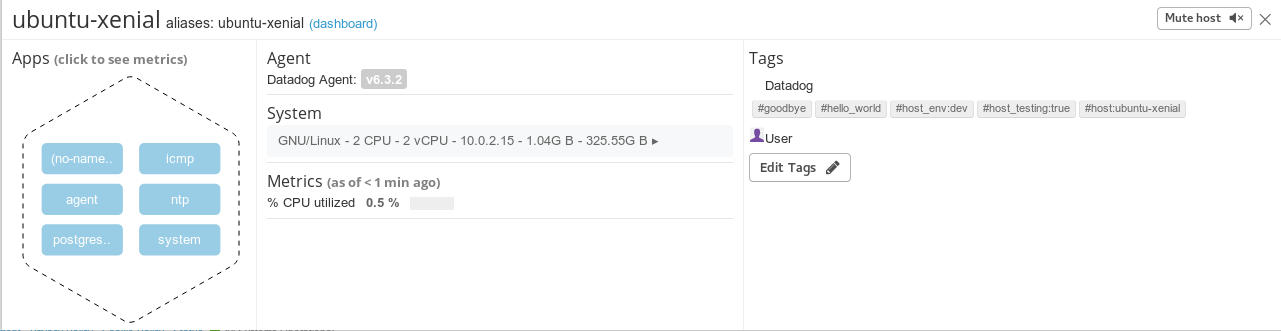 ubuntu-xenial aliases: ubuntu-xenial (dashboard)
Mute host
Apps (click to see metrics)
(no-name..
icmp
agent
ntp
postgres..
system
Agent
Datadog Agent: v6.3.2
System
GNU/Linux - 2 CPU - 2 vCPU - 10.0.2.15 - 1.04G B - 325.55G B ▸
Metrics (as of < 1 min ago)
% CPU utilized 0.5 %
Tags
Datadog
#goodbye #hello_world #host_env:dev #host_testing:true #host:ubuntu-xenial
User
Edit Tags